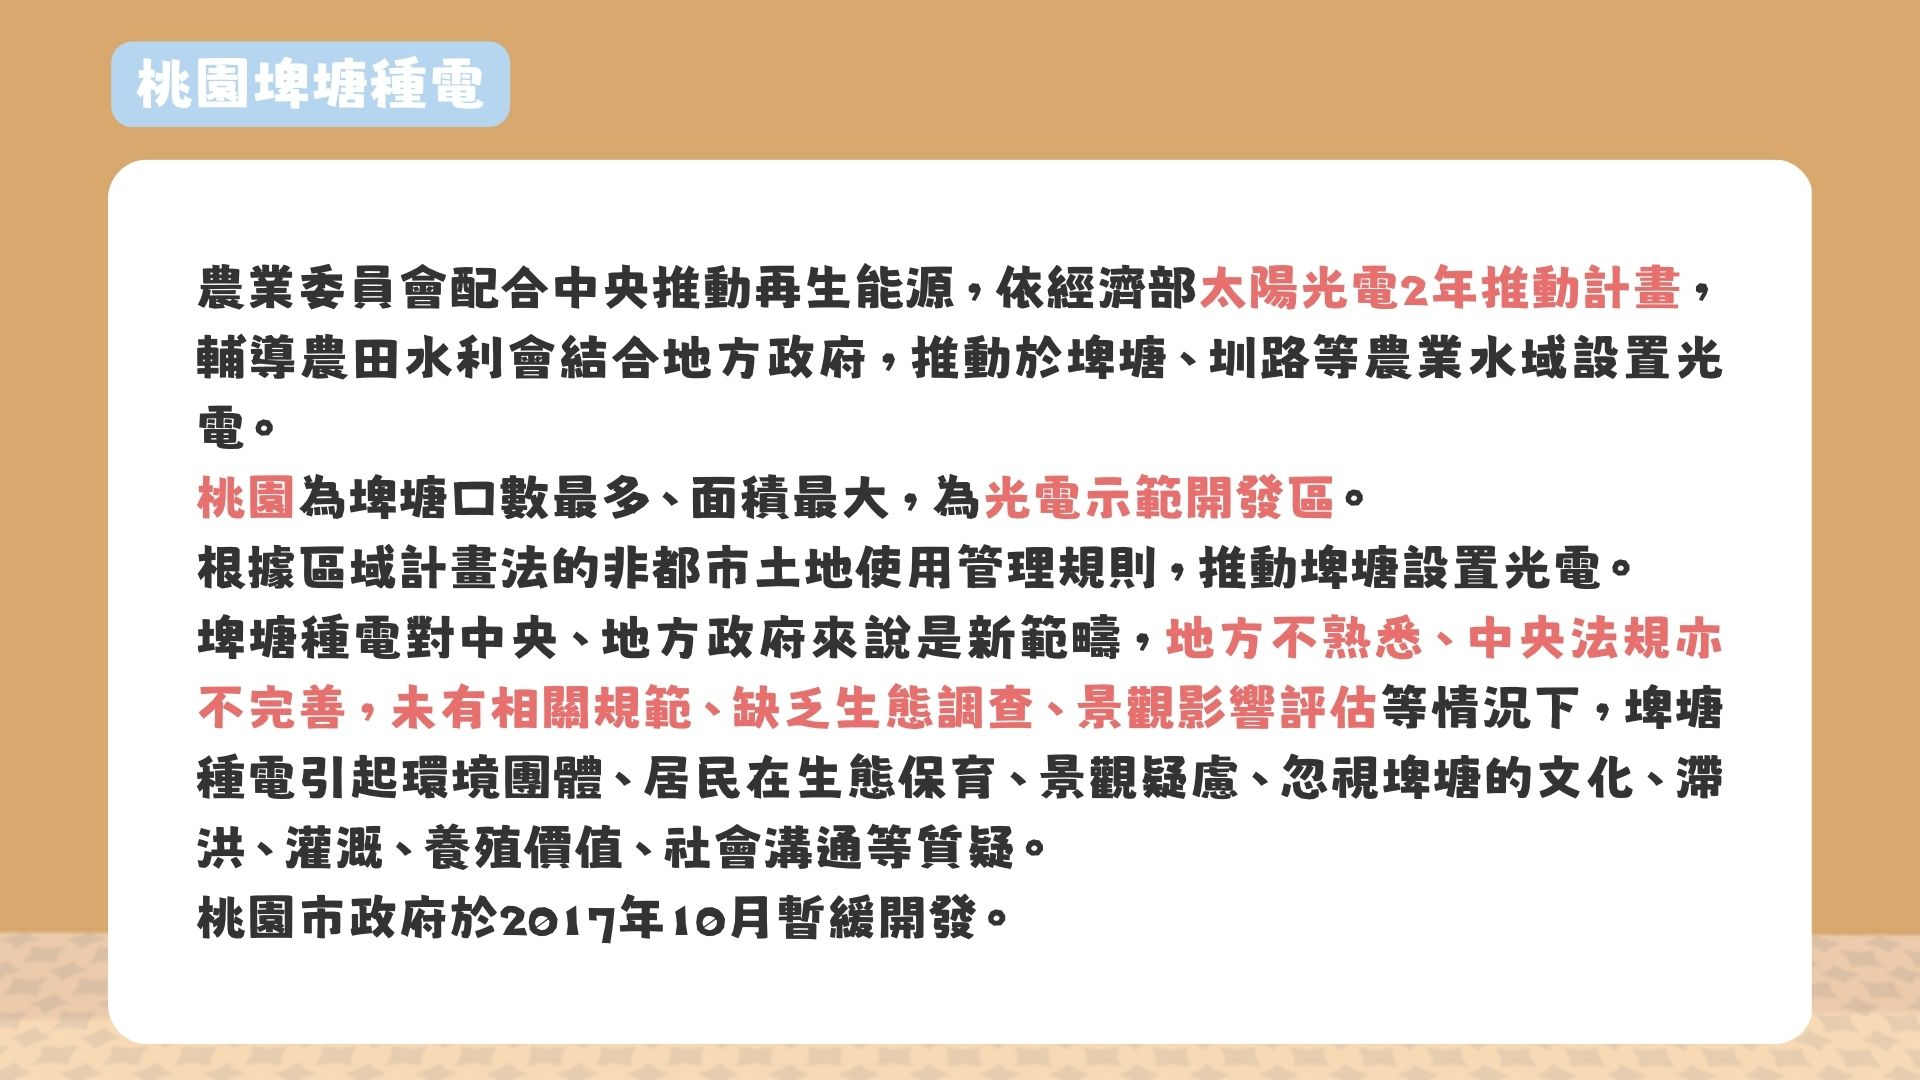 桃園埤塘種電
農業委員會配合中央推動再生能源，依經濟部太陽光電2年推動計畫，
輔導農田水利會結合地方政府，推動於埤塘、圳路等農業水域設置光
電。
桃園為埤塘口數最多、面積最大，為光電示範開發區。
根據區域計畫法的非都市土地使用管理規則，推動埤塘設置光電。
埤塘種電對中央、地方政府來說是新範疇，地方不熟悉、中央法規亦
不完善，未有相關規範、缺乏生態調查、景觀影響評估等情況下，埤塘
種電引起環境團體、居民在生態保育、景觀疑慮、忽視埤塘的文化、滯
洪、灌溉、養殖價值、社會溝通等質疑。
桃園市政府於2017年10月暫緩開發。